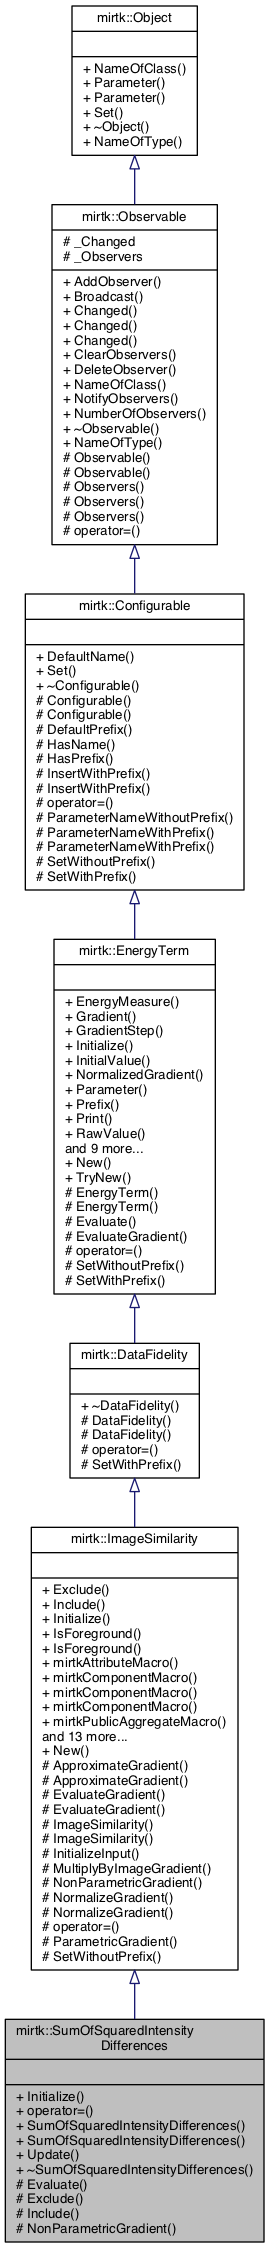 mirtk::Object
+ NameOfClass()
+ Parameter()
+ Parameter()
+ Set()
+ ~Object()
+ NameOfType()
mirtk::Observable
# _Changed
# _Observers
+ AddObserver()
+ Broadcast()
+ Changed()
+ Changed()
+ Changed()
+ ClearObservers()
+ DeleteObserver()
+ NameOfClass()
+ NotifyObservers()
+ NumberOfObservers()
+ ~Observable()
+ NameOfType()
# Observable()
# Observable()
# Observers()
# Observers()
# Observers()
# operator=()
mirtk::Configurable
+ DefaultName()
+ Set()
+ ~Configurable()
# Configurable()
# Configurable()
# DefaultPrefix()
# HasName()
# HasPrefix()
# InsertWithPrefix()
# InsertWithPrefix()
# operator=()
# ParameterNameWithoutPrefix()
# ParameterNameWithPrefix()
# ParameterNameWithPrefix()
# SetWithoutPrefix()
# SetWithPrefix()
mirtk::EnergyTerm
+ EnergyMeasure()
+ Gradient()
+ GradientStep()
+ Initialize()
+ InitialValue()
+ NormalizedGradient()
+ Parameter()
+ Prefix()
+ Print()
+ RawValue()
and 9 more...
+ New()
+ TryNew()
# EnergyTerm()
# EnergyTerm()
# Evaluate()
# EvaluateGradient()
# operator=()
# SetWithoutPrefix()
# SetWithPrefix()
mirtk::DataFidelity
+ ~DataFidelity()
# DataFidelity()
# DataFidelity()
# operator=()
# SetWithPrefix()
mirtk::ImageSimilarity
+ Exclude()
+ Include()
+ Initialize()
+ IsForeground()
+ IsForeground()
+ mirtkAttributeMacro()
+ mirtkComponentMacro()
+ mirtkComponentMacro()
+ mirtkComponentMacro()
+ mirtkPublicAggregateMacro()
and 13 more...
+ New()
# ApproximateGradient()
# ApproximateGradient()
# EvaluateGradient()
# EvaluateGradient()
# ImageSimilarity()
# ImageSimilarity()
# InitializeInput()
# MultiplyByImageGradient()
# NonParametricGradient()
# NormalizeGradient()
# NormalizeGradient()
# operator=()
# ParametricGradient()
# SetWithoutPrefix()
mirtk::SumOfSquaredIntensity
Differences
+ Initialize()
+ operator=()
+ SumOfSquaredIntensityDifferences()
+ SumOfSquaredIntensityDifferences()
+ Update()
+ ~SumOfSquaredIntensityDifferences()
# Evaluate()
# Exclude()
# Include()
# NonParametricGradient()